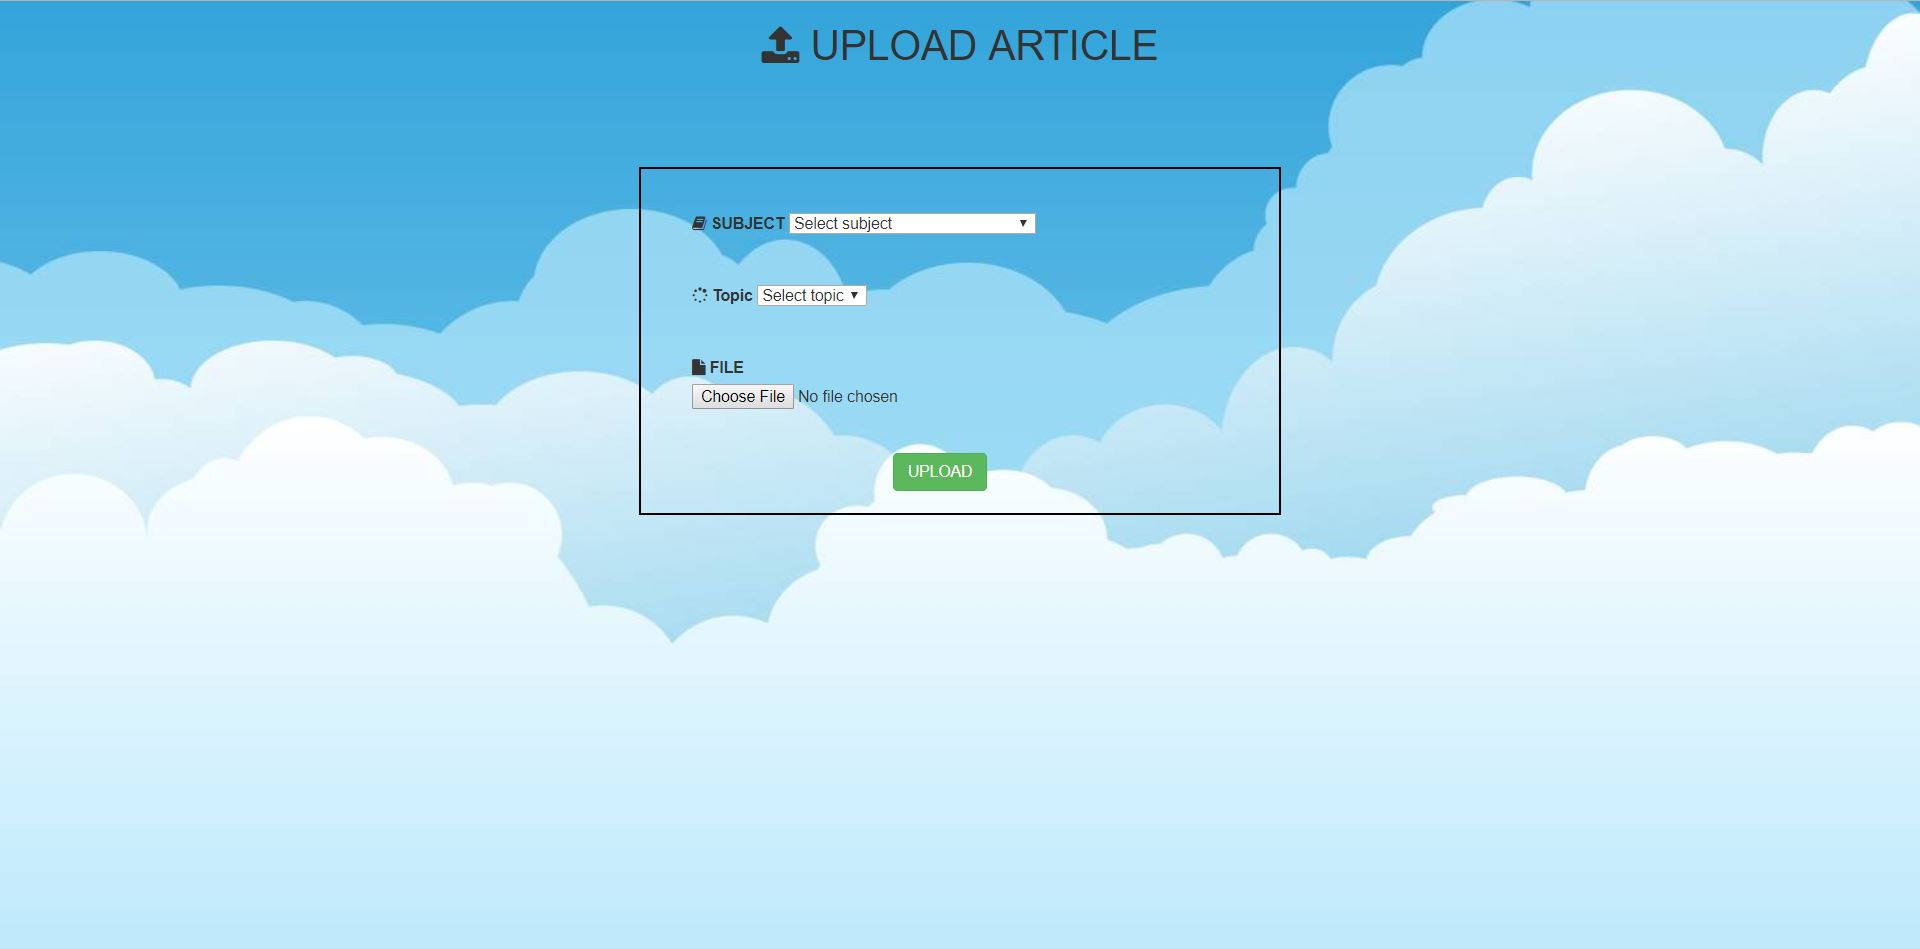 UPLOAD ARTICLE
SUBJECT Select subject
Topic Select topic
FILE
Choose File No file chosen
UPLOAD